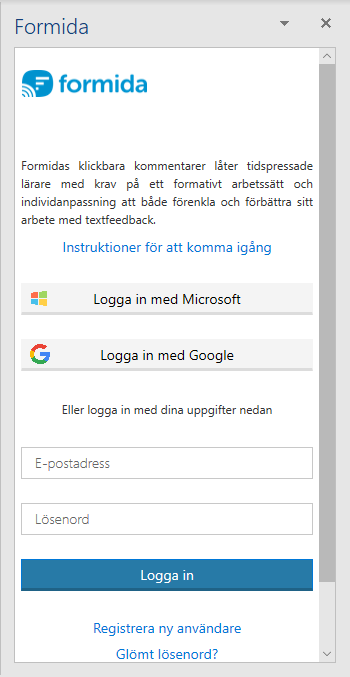 Formida
formida
Formidas klickbara kommentarer låter tidspressade
lärare med krav på ett formativt arbetssätt och
individanpassning att både förenkla och förbättra sitt
arbete med textfeedback.
Instruktioner för att komma igång
Logga in med Microsoft
Logga in med Google
Eller logga in med dina uppgifter nedan
E-postadress
Lösenord
Logga in
Registrera ny användare
Glömt lösenord?